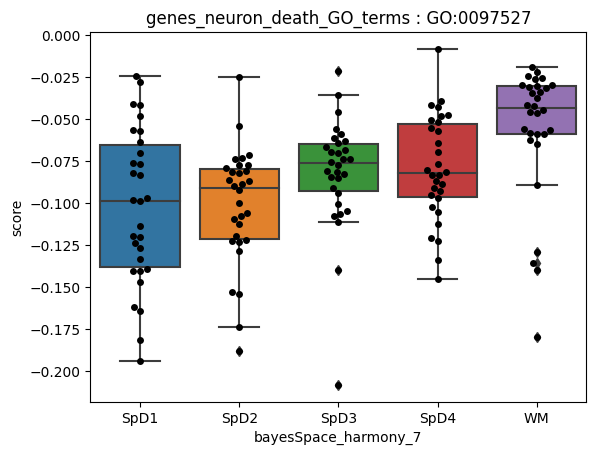 genes_neuron_death_GO_terms : GO:0097527
0.000
−0.025
−0.050
−0.075
−0.100
−0.125
−0.150
−0.175
−0.200
score
SpD1 SpD2 SpD3 SpD4 WM
bayesSpace_harmony_7